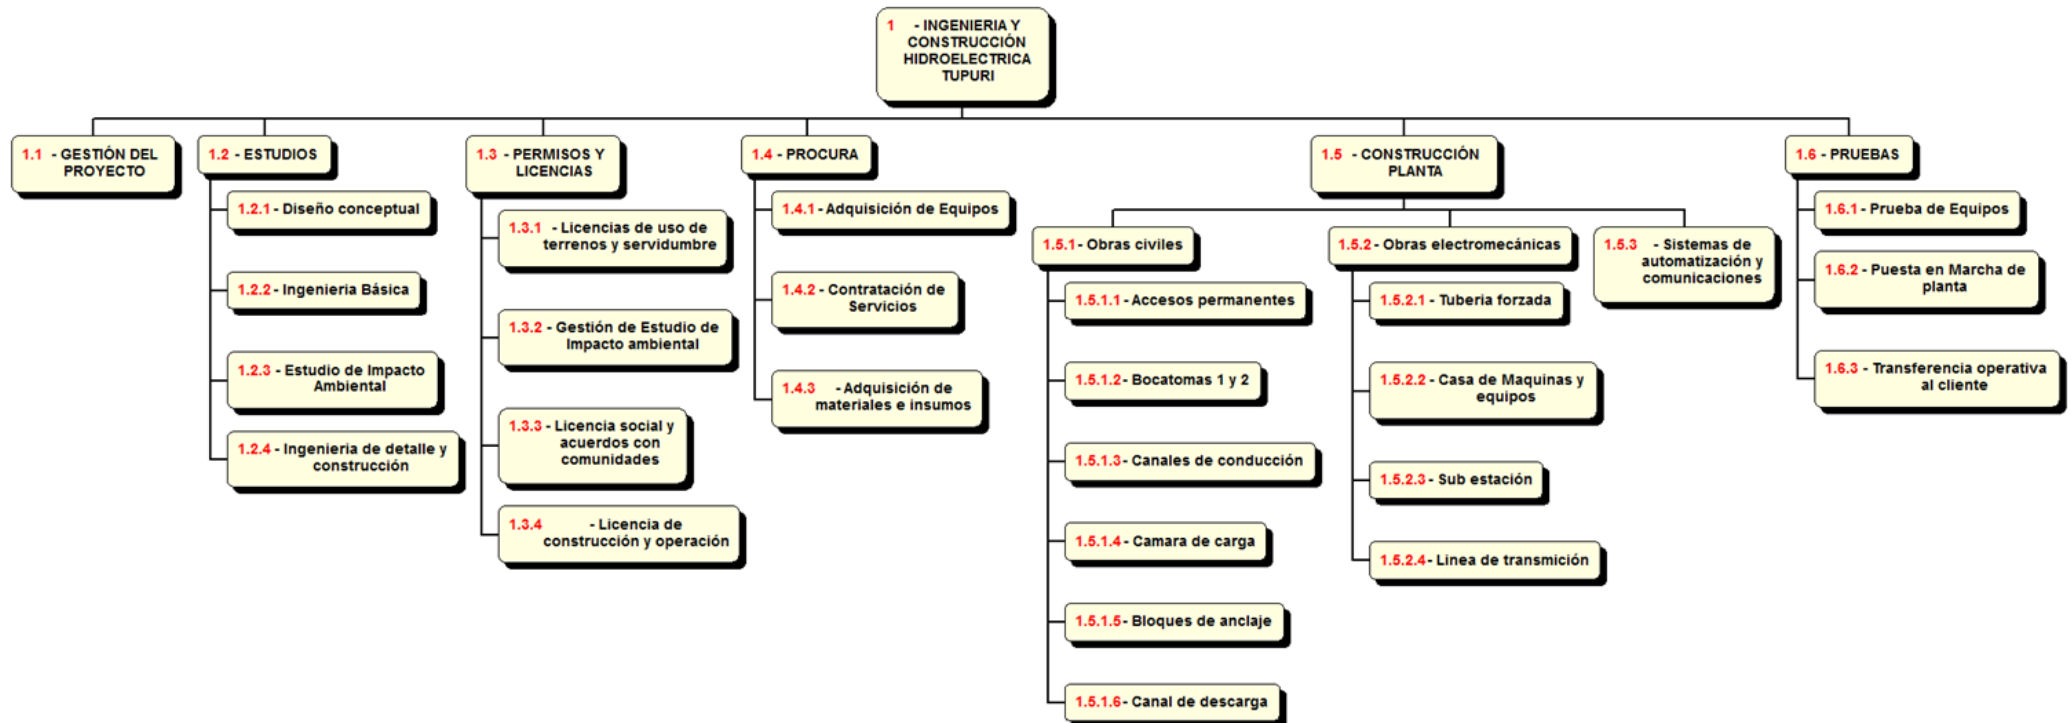 1 - INGENIERIA Y
CONSTRUCCIÓN
HIDROELECTRICA
TUPURI
1.1 - GESTIÓN DEL
PROYECTO
1.2 - ESTUDIOS
1.2.1 - Diseño conceptual
1.2.2 - Ingenieria Básica
1.2.3 - Estudio de Impacto
Ambiental
1.2.4 - Ingenieria de detalle y
construcción
1.3 - PERMISOS Y
LICENCIAS
1.3.1 - Licencias de uso de
terrenos y servidumbre
1.3.2 - Gestión de Estudio de
Impacto ambiental
1.3.3 - Licencia social y
acuerdos con
comunidades
1.3.4 - Licencia de
construcción y operación
1.4 - PROCURA
1.4.1 - Adquisición de Equipos
1.4.2 - Contratación de
Servicios
1.4.3 - Adquisición de
materiales e insumos
1.5 - CONSTRUCCIÓN
PLANTA
1.5.1 - Obras civiles
1.5.1.1 - Accesos permanentes
1.5.1.2 - Bocatomas 1 y 2
1.5.1.3 - Canales de conducción
1.5.1.4 - Camara de carga
1.5.1.5 - Bloques de anclaje
1.5.1.6 - Canal de descarga
1.5.2 - Obras electromecánicas
1.5.2.1 - Tuberia forzada
1.5.2.2 - Casa de Maquinas y
equipos
1.5.2.3 - Sub estación
1.5.2.4 - Linea de transmición
1.5.3 - Sistemas de
automatización y
comunicaciones
1.6 - PRUEBAS
1.6.1 - Prueba de Equipos
1.6.2 - Puesta en Marcha de
planta
1.6.3 - Transferencia operativa
al cliente